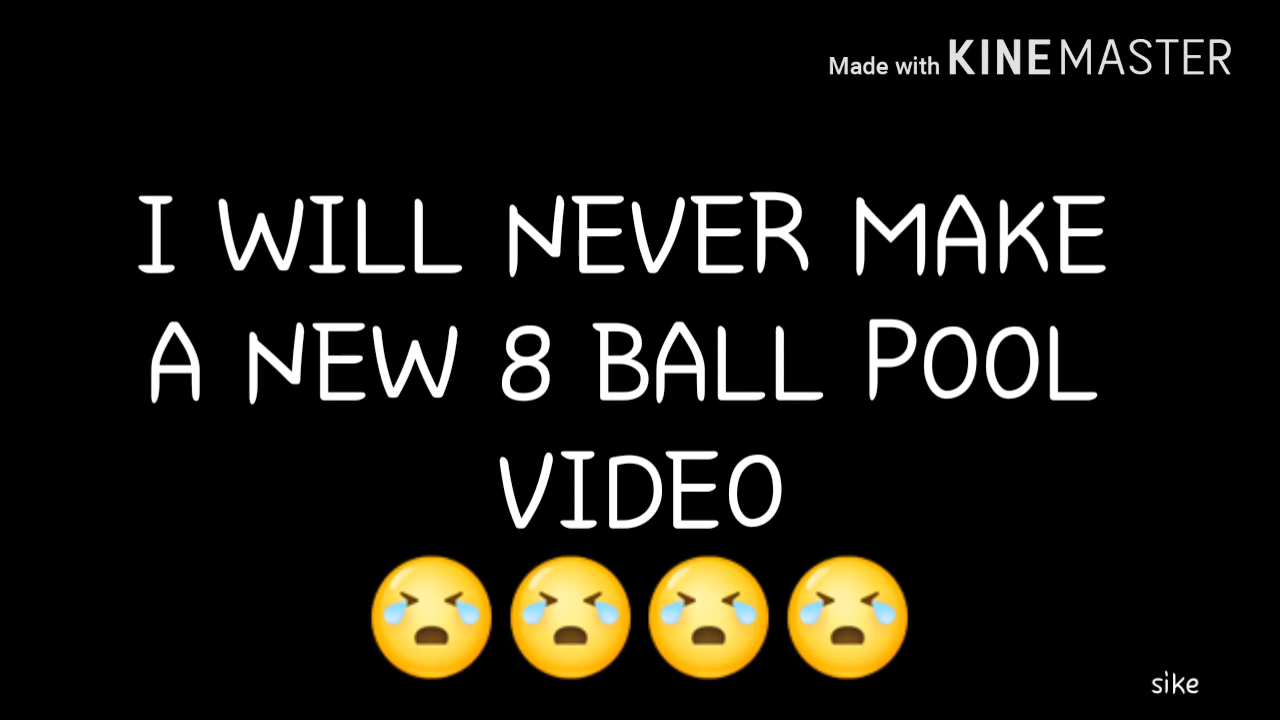 Made with KINEMASTER
I WILL NEVER MAKE
A NEW 8 BALL POOL
VIDEO
😭😭😭😭
sike